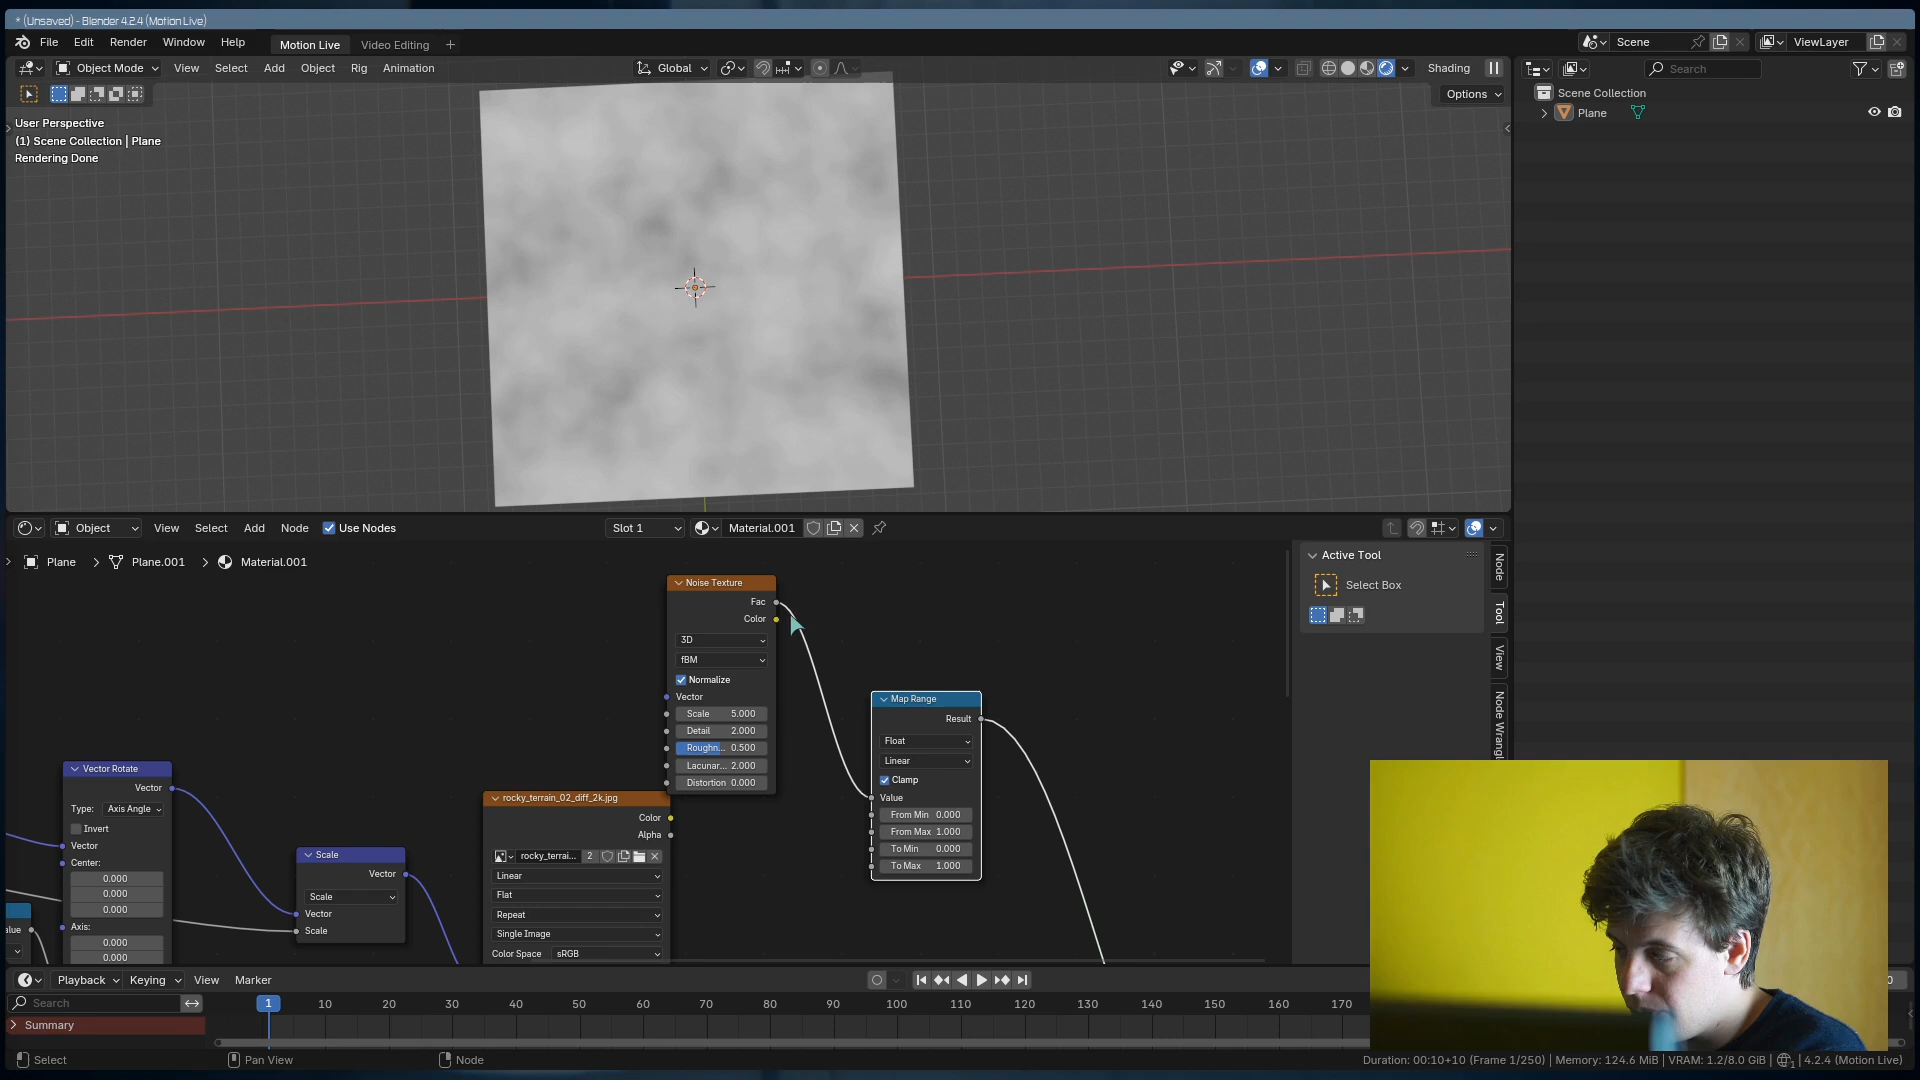 * (Unsaved) - Blender 4.2.4 (Motion Live)
File Edit Render Window Help Motion Live Video Editing + Scene ViewLayer
Object Mode View Select Add Object Rig Animation Global Shading Search
Options
User Perspective
(1) Scene Collection | Plane
Rendering Done
Scene Collection
Plane
Object View Select Add Node Use Nodes Slot 1 Material.001
Plane > Plane.001 > Material.001
Noise Texture
Fac
Color
3D
fBM
Normalize
Vector
Scale 5.000
Detail 2.000
Roughn... 0.500
Lacunar... 2.000
Distortion 0.000
Map Range
Result
Float
Linear
Clamp
Value
From Min 0.000
From Max 1.000
To Min 0.000
To Max 1.000
Vector Rotate
Vector
Type: Axis Angle
Invert
Vector
Center:
0.000
0.000
0.000
Axis:
0.000
0.000
alue
Scale
Vector
Scale
Vector
Scale
rocky_terrain_02_diff_2k.jpg
Color
Alpha
rocky_terrai... 2
Linear
Flat
Repeat
Single Image
Color Space sRGB
Active Tool
Select Box
Node
Tool
View
Node Wrangl
Playback Keying View Marker
0
Search
1 10 20 30 40 50 60 70 80 90 100 110 120 130 140 150 160 170
Summary
Select Pan View Node
Duration: 00:10+10 (Frame 1/250) | Memory: 124.6 MiB | VRAM: 1.2/8.0 GiB | 1 | 4.2.4 (Motion Live)